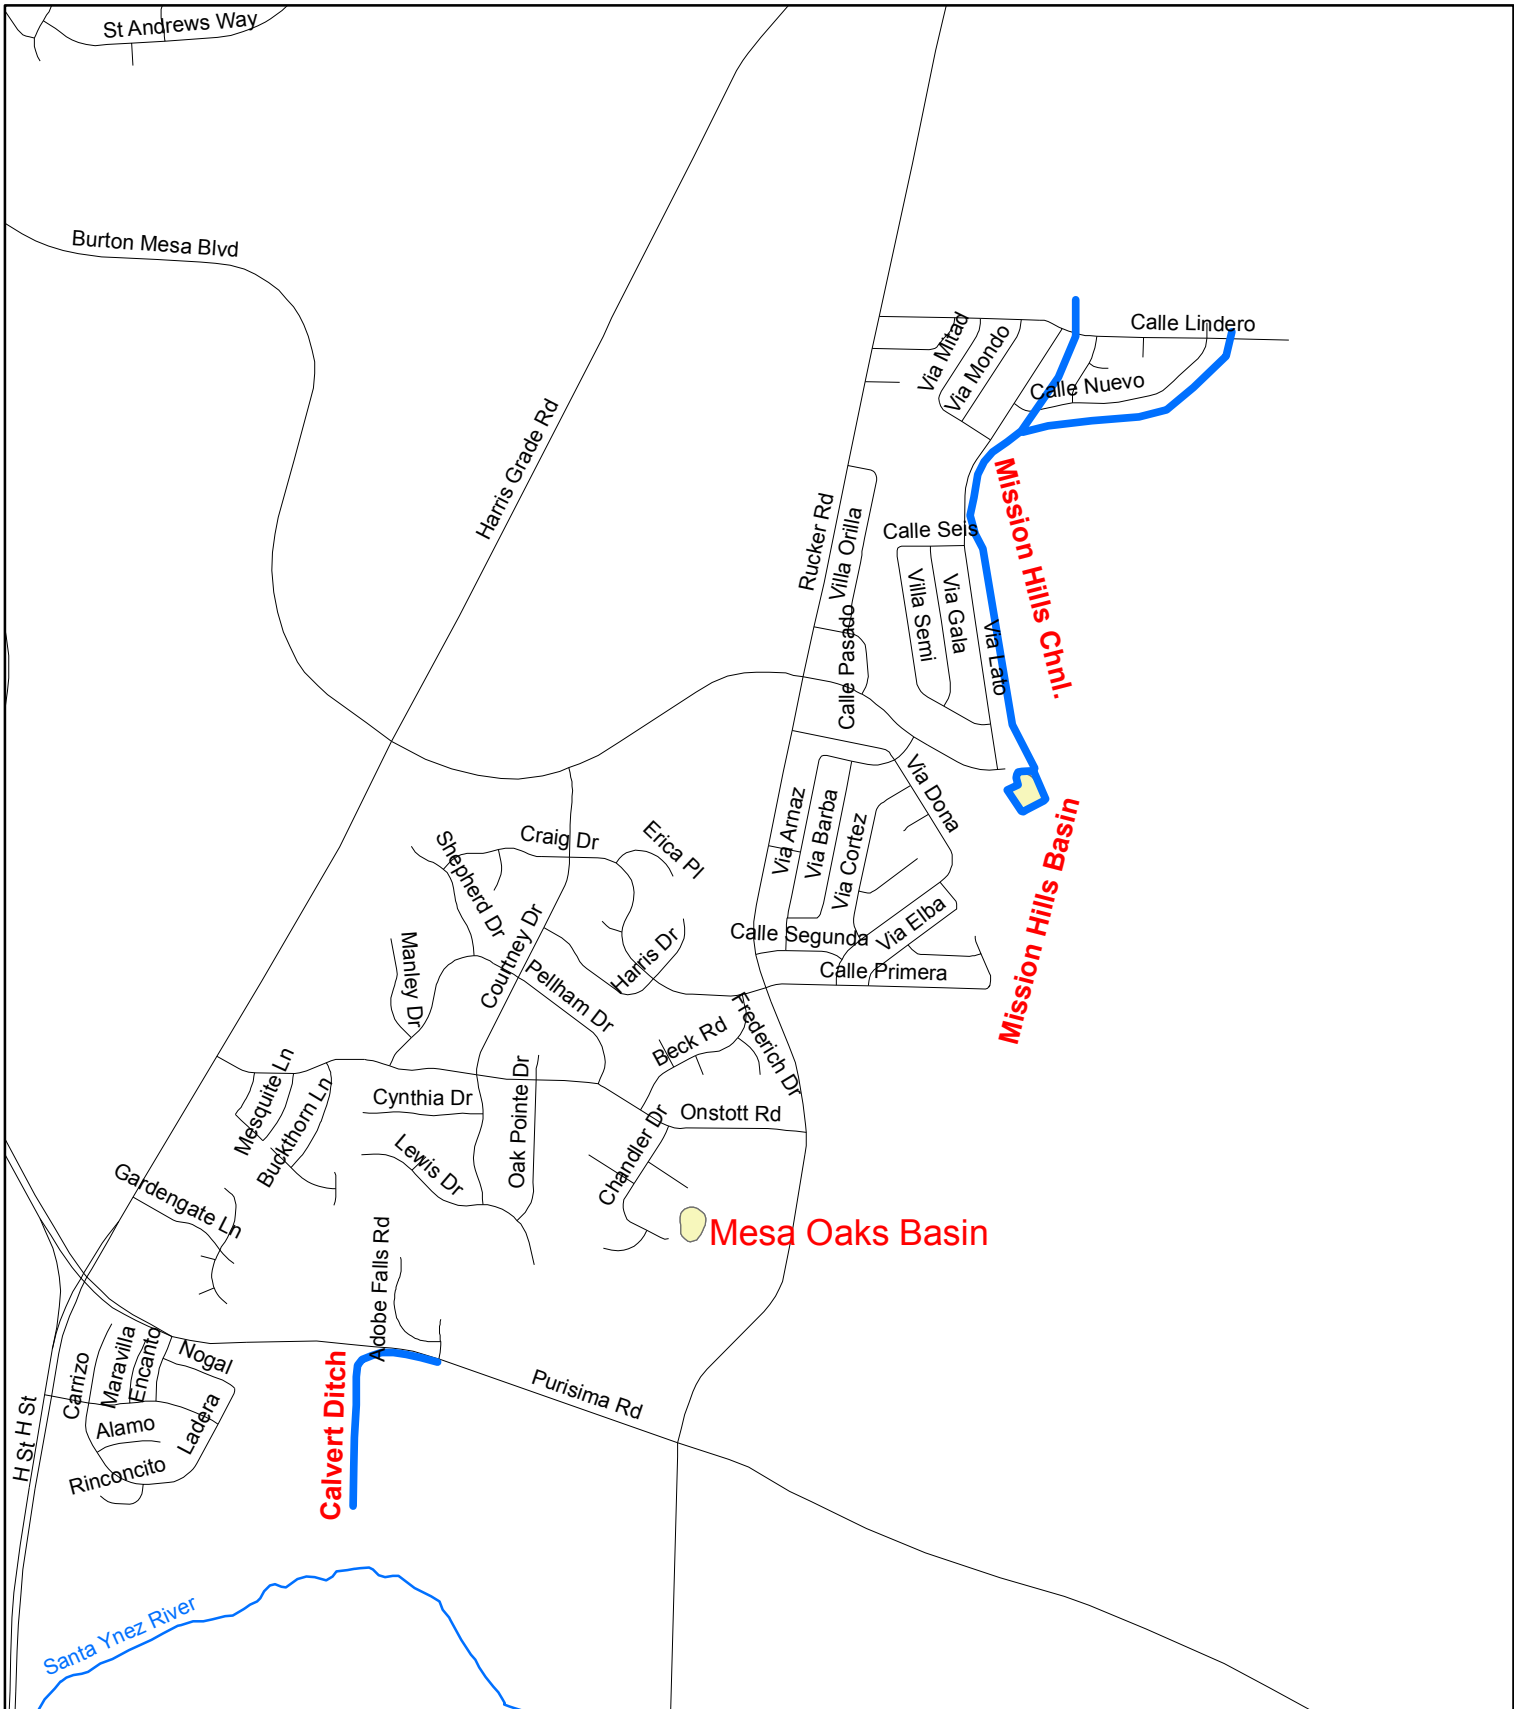 St Andrews Way
Burton Mesa Blvd
Calle Lindero
Via Mitad
Via Mondo
Calle Nuevo
Harris Grade Rd
Mission Hills Chnl.
Rucker Rd
Villa Orilla
Calle Seis
Villa Semi
Via Gala
Calle Pasado
Via Lato
Via Dona
Mission Hills Basin
Via Arnaz
Via Barba
Via Cortez
Craig Dr
Erica Pl
Shepherd Dr
Courtney Dr
Manley Dr
Harris Dr
Pellham Dr
Calle Segunda
Via Elba
Calle Primera
Frederich Dr
Beck Rd
Mesquite Ln
Buckthorn Ln
Cynthia Dr
Oak Pointe Dr
Onstott Rd
Chandler Dr
Lewis Dr
Gardengate Ln
Mesa Oaks Basin
Adobe Falls Rd
Carrizo
Maravilla
Encanto
Nogal
Calvert Ditch
Purisima Rd
H St H St
Alamo
Ladera
Rinconcito
Santa Ynez River